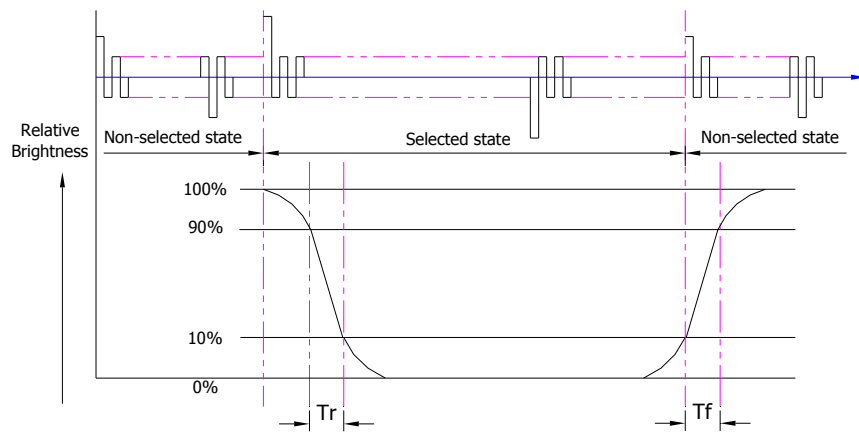 Relative
Brightness
Non-selected state
Selected state
Non-selected state
100%
90%
10%
0%
Tr
Tf